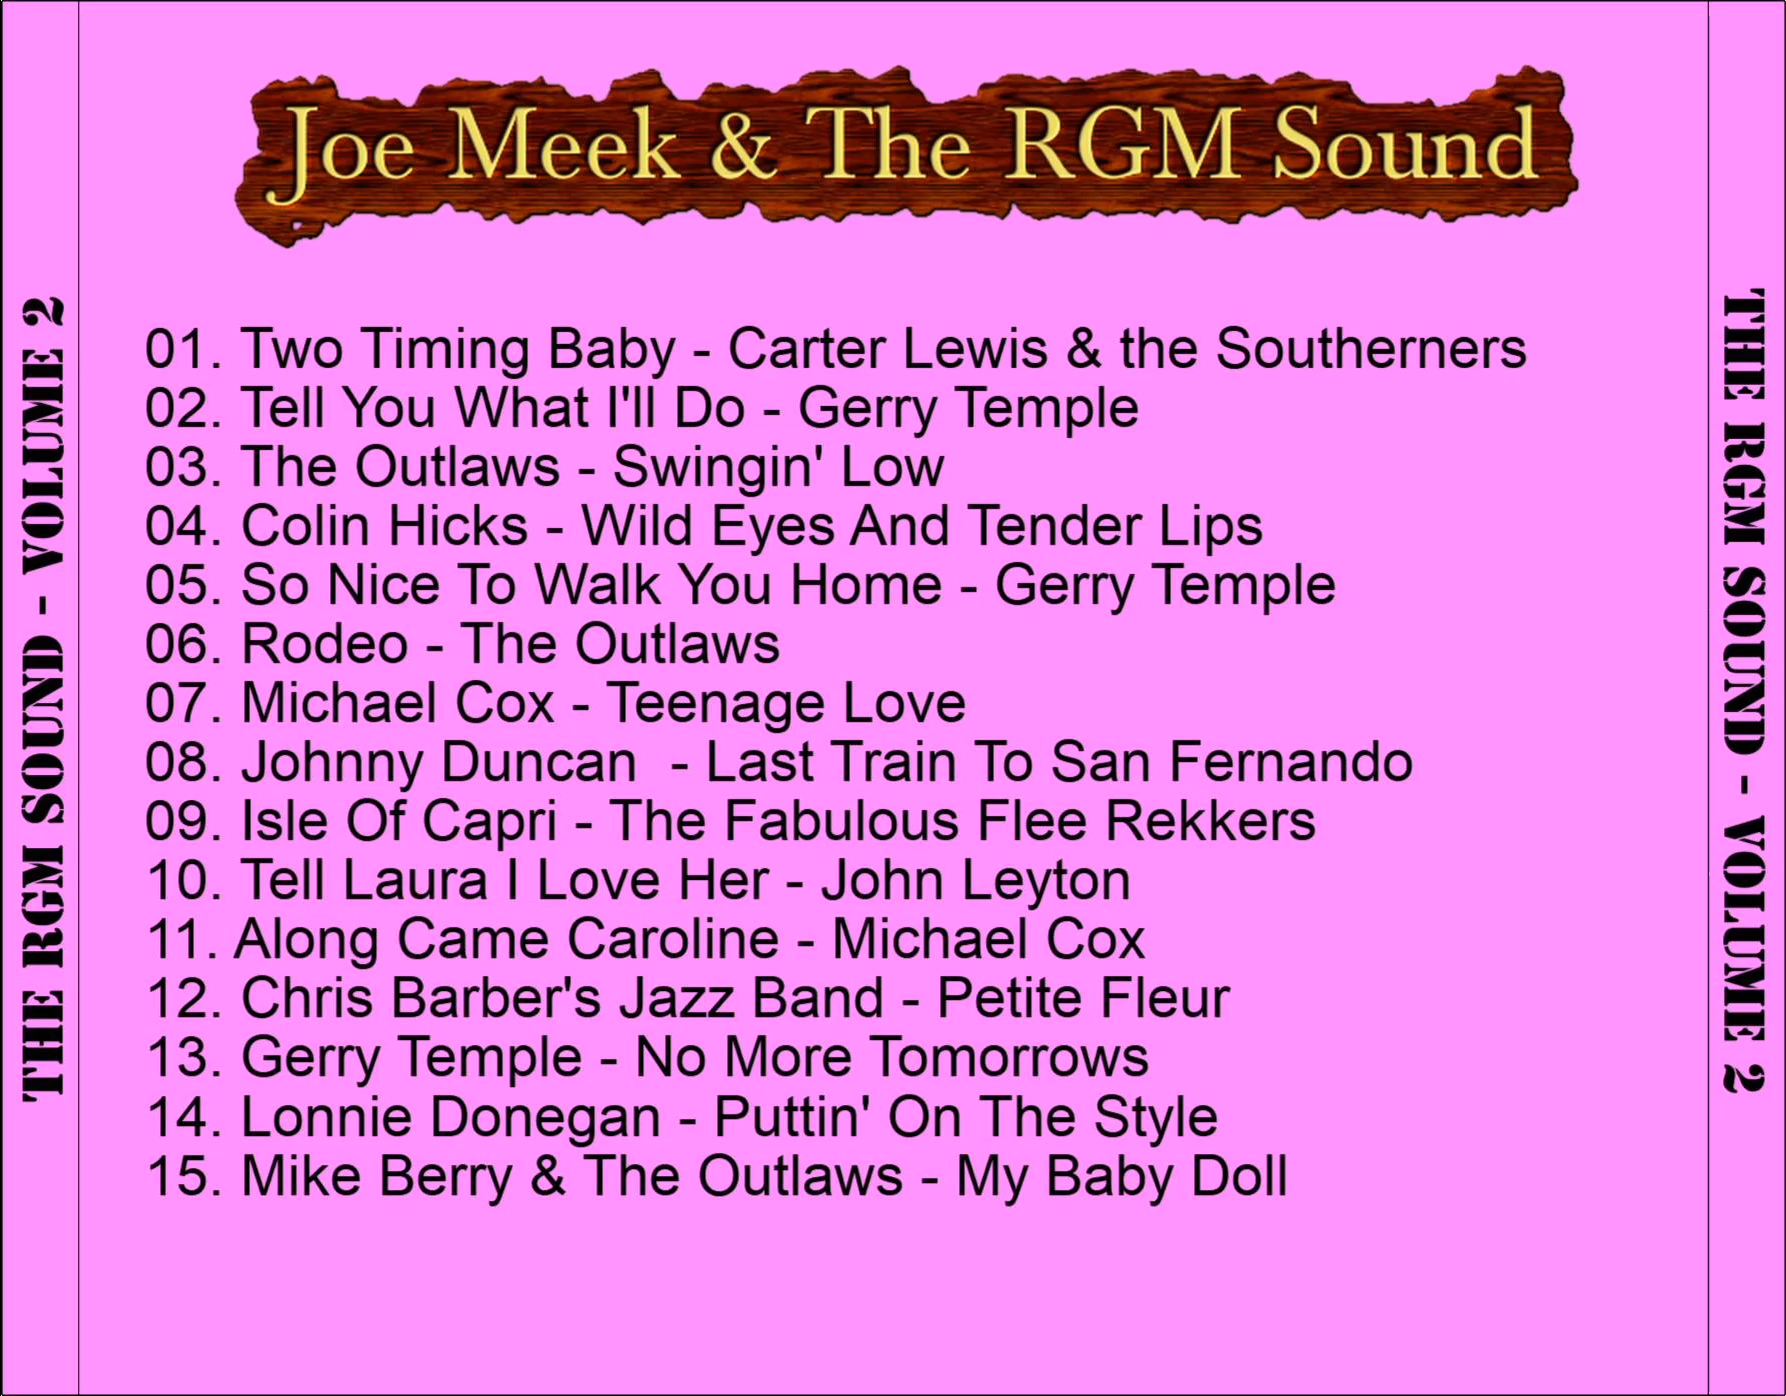 Joe Meek & The RGM Sound
THE RGM SOUND - VOLUME 2
01. Two Timing Baby - Carter Lewis & the Southerners
02. Tell You What I'll Do - Gerry Temple
03. The Outlaws - Swingin' Low
04. Colin Hicks - Wild Eyes And Tender Lips
05. So Nice To Walk You Home - Gerry Temple
06. Rodeo - The Outlaws
07. Michael Cox - Teenage Love
08. Johnny Duncan  - Last Train To San Fernando
09. Isle Of Capri - The Fabulous Flee Rekkers
10. Tell Laura I Love Her - John Leyton
11. Along Came Caroline - Michael Cox
12. Chris Barber's Jazz Band - Petite Fleur
13. Gerry Temple - No More Tomorrows
14. Lonnie Donegan - Puttin' On The Style
15. Mike Berry & The Outlaws - My Baby Doll
THE RGM SOUND - VOLUME 2